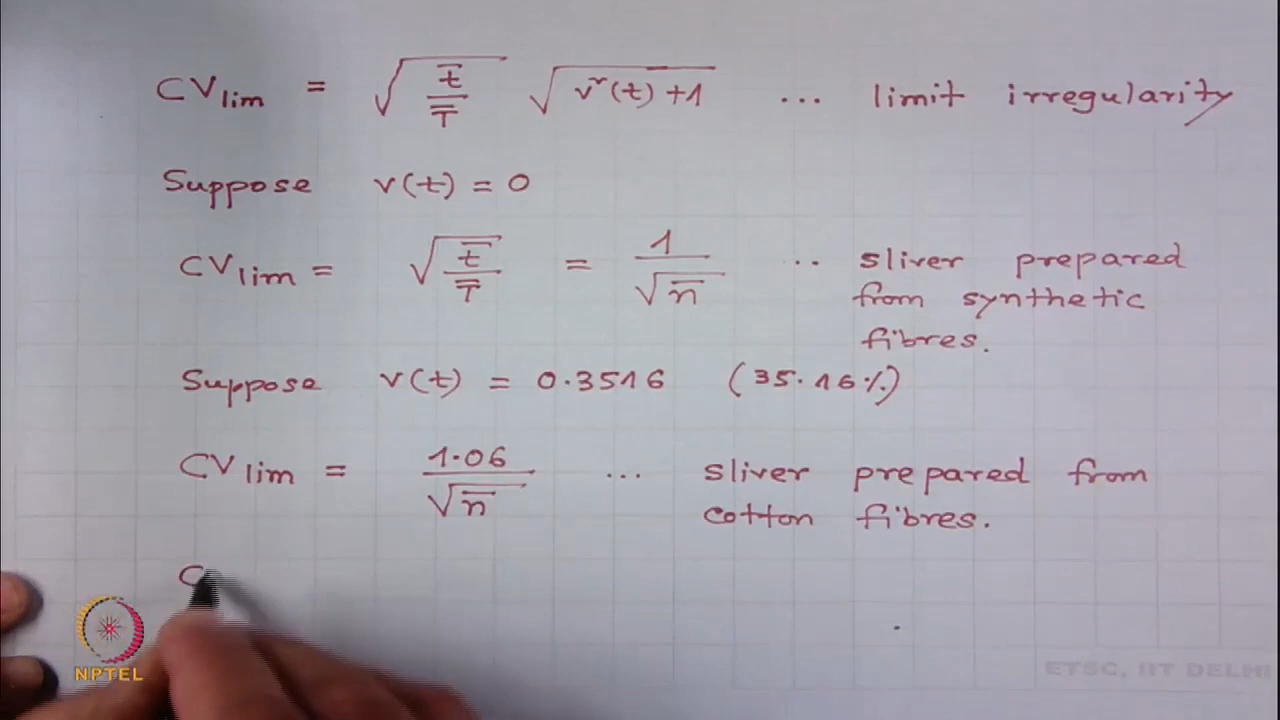 CVlim = √(t̄/T̄) √(v²(t)+1) ... limit irregularity
Suppose v(t) = 0
CVlim = √(t̄/T̄) = 1/√n̄ .. sliver prepared
from synthetic
fibres.
Suppose v(t) = 0.3516 (35.16%)
CVlim = 1.06/√n̄ ... sliver prepared from
cotton fibres.
C
NPTEL
ETSC, IIT DELHI